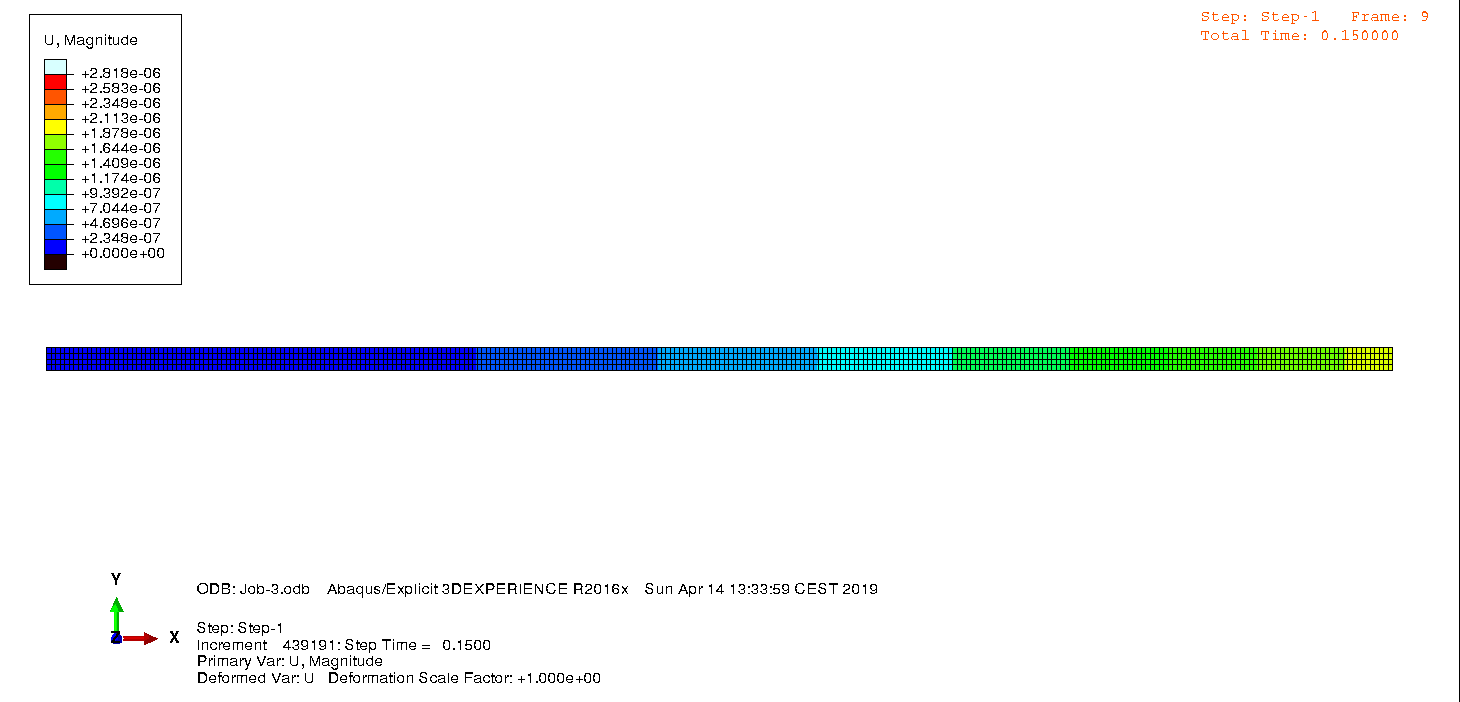 Step: Step-1 Frame: 9
Total Time: 0.150000
U, Magnitude
+2.818e-06
+2.583e-06
+2.348e-06
+2.113e-06
+1.878e-06
+1.644e-06
+1.409e-06
+1.174e-06
+9.392e-07
+7.044e-07
+4.696e-07
+2.348e-07
+0.000e+00
Y
X
ODB: Job-3.odb Abaqus/Explicit 3DEXPERIENCE R2016x Sun Apr 14 13:33:59 CEST 2019
Step: Step-1
Increment 439191: Step Time = 0.1500
Primary Var: U, Magnitude
Deformed Var: U Deformation Scale Factor: +1.000e+00